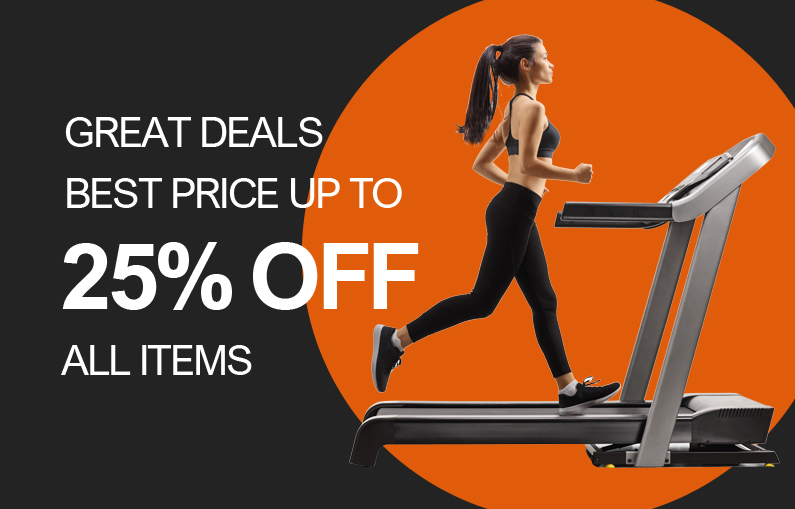 GREAT DEALS
BEST PRICE UP TO
25% OFF
ALL ITEMS